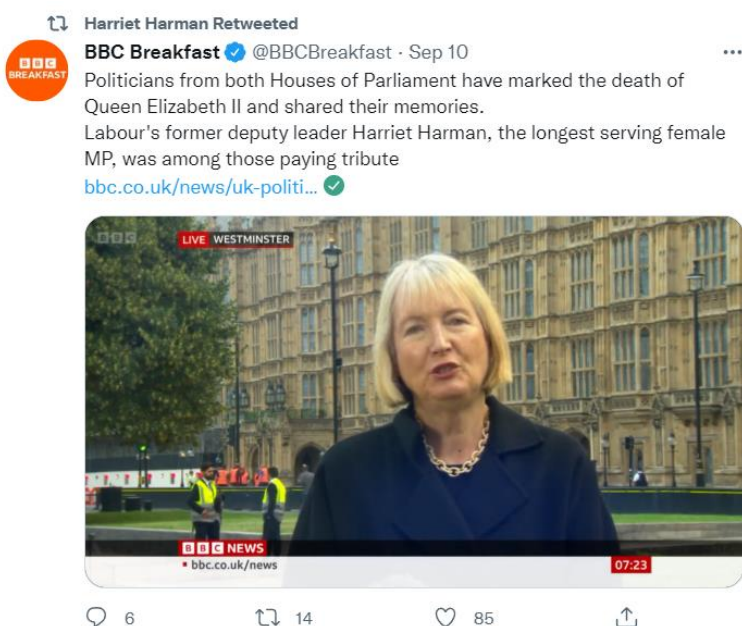 Harriet Harman Retweeted
BBC Breakfast @BBCBreakfast · Sep 10
BBC
BREAKFAST
Politicians from both Houses of Parliament have marked the death of
Queen Elizabeth II and shared their memories.
Labour's former deputy leader Harriet Harman, the longest serving female
MP, was among those paying tribute
bbc.co.uk/news/uk-politi...
BBC
LIVE WESTMINSTER
BBC NEWS
bbc.co.uk/news
07:23
6 14 85